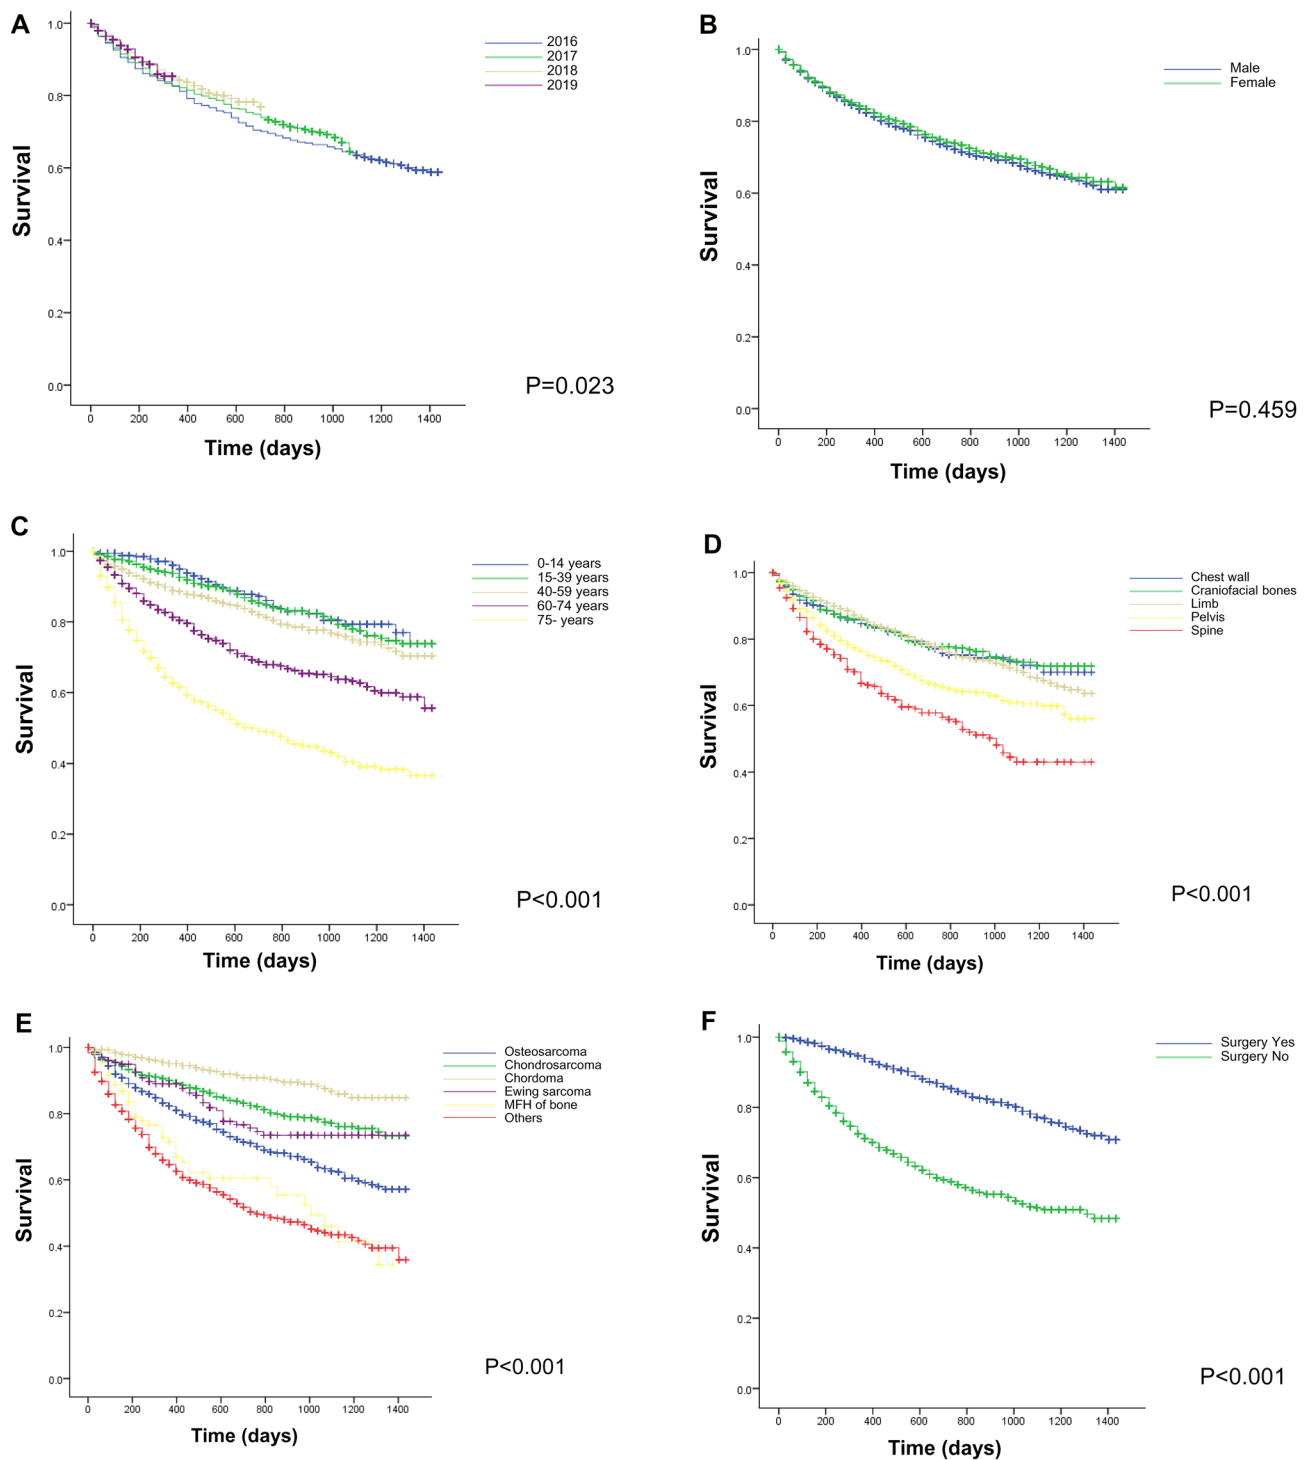 A
1.0
0.8
0.6
0.4
0.2
0.0
Survival
0 200 400 600 800 1000 1200 1400
Time (days)
2016
2017
2018
2019
P=0.023
B
1.0
0.8
0.6
0.4
0.2
0.0
Survival
0 200 400 600 800 1000 1200 1400
Time (days)
Male
Female
P=0.459
C
1.0
0.8
0.6
0.4
0.2
0.0
Survival
0 200 400 600 800 1000 1200 1400
Time (days)
0-14 years
15-39 years
40-59 years
60-74 years
75- years
P<0.001
D
1.0
0.8
0.6
0.4
0.2
0.0
Survival
0 200 400 600 800 1000 1200 1400
Time (days)
Chest wall
Craniofacial bones
Limb
Pelvis
Spine
P<0.001
E
1.0
0.8
0.6
0.4
0.2
0.0
Survival
0 200 400 600 800 1000 1200 1400
Time (days)
Osteosarcoma
Chondrosarcoma
Chordoma
Ewing sarcoma
MFH of bone
Others
P<0.001
F
1.0
0.8
0.6
0.4
0.2
0.0
Survival
0 200 400 600 800 1000 1200 1400
Time (days)
Surgery Yes
Surgery No
P<0.001